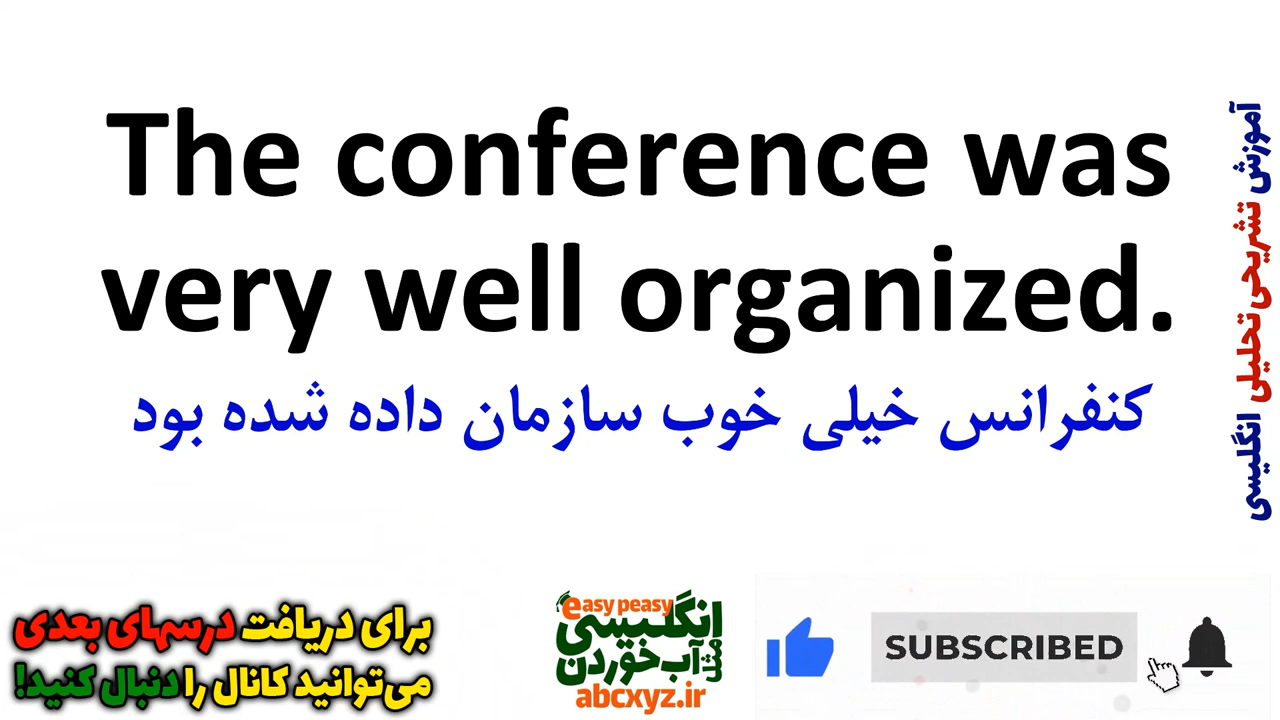 The conference was
very well organized.
کنفرانس خیلی خوب سازمان داده شده بود
آموزش تشریحی تحلیلی انگلیسی
برای دریافت درسهای بعدی
می‌توانید کانال را دنبال کنید!
easy peasy
انگلیسی
مثل آب خوردن
abcxyz.ir
SUBSCRIBED